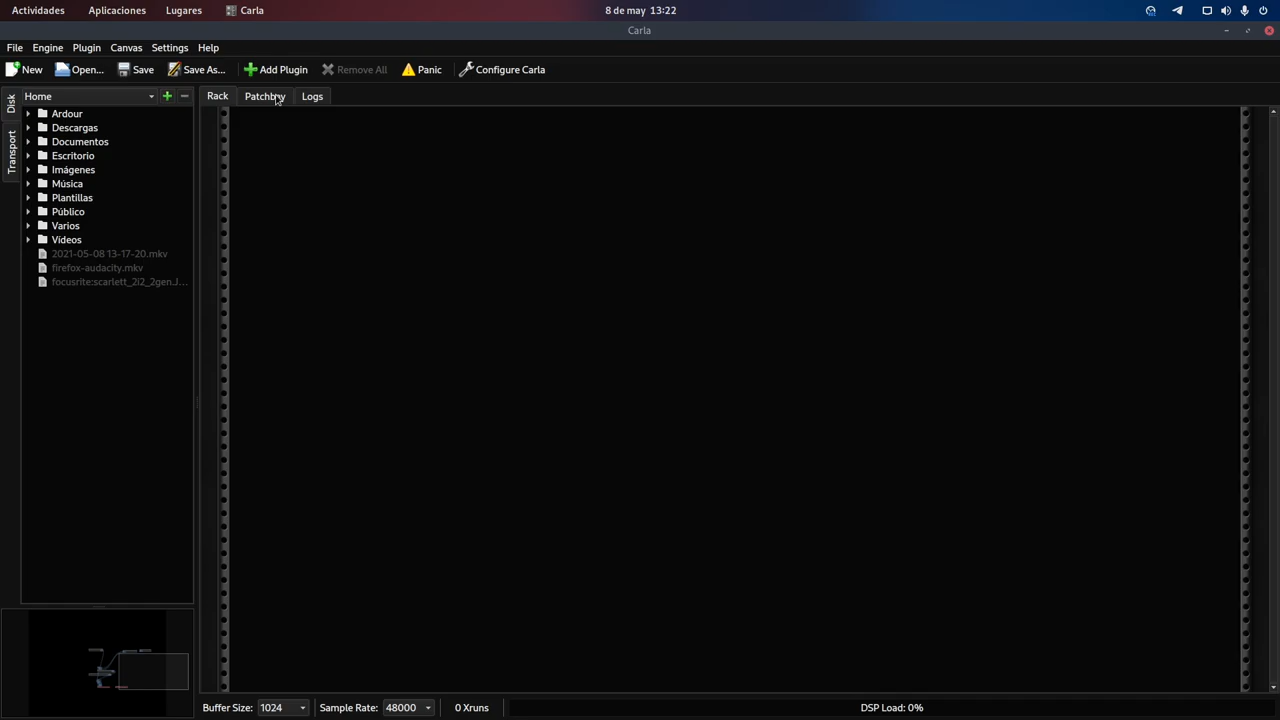 Actividades Aplicaciones Lugares Carla 8 de may 13:22
Carla
File Engine Plugin Canvas Settings Help
New Open... Save Save As... Add Plugin Remove All Panic Configure Carla
Disk
Transport
Home
Ardour
Descargas
Documentos
Escritorio
Imágenes
Música
Plantillas
Público
Varios
Vídeos
2021-05-08 13-17-20.mkv
firefox-audacity.mkv
focusrite:scarlett_2i2_2gen.J...
Rack Patchbay Logs
Buffer Size: 1024 Sample Rate: 48000 0 Xruns DSP Load: 0%